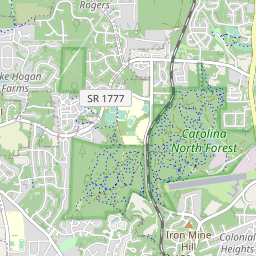 Rogers
ke Hogan
Farms
SR 1777
Carolina
North Forest
Iron Mine
Hill
Colonial
Heights